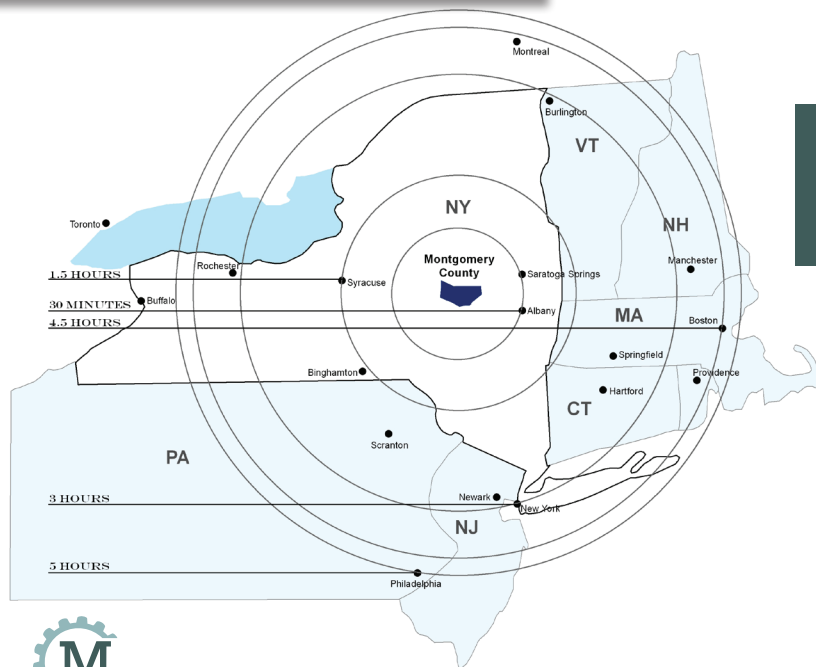 Montreal
Burlington
VT
NY
NH
Toronto
Montgomery
County
Manchester
Rochester
1.5 HOURS
Saratoga Springs
Syracuse
Buffalo
30 MINUTES
Albany
MA
4.5 HOURS
Boston
Springfield
Binghamton
Providence
Hartford
CT
Scranton
PA
3 HOURS
Newark
New York
NJ
5 HOURS
Philadelphia
M